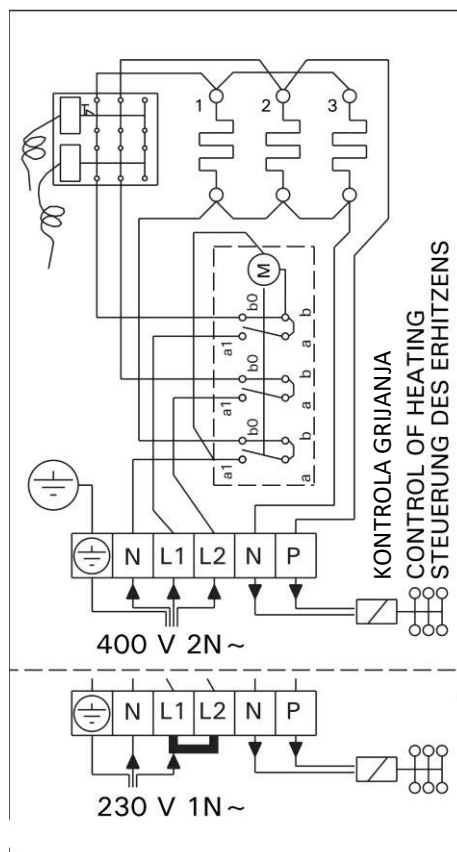 1 2 3
M
b0 b
a1 a
b0 b
a1 a
b0 b
a1 a
KONTROLA GRIJANJA
CONTROL OF HEATING
STEUERUNG DES ERHITZENS
N L1 L2 N P
400 V 2N~
N L1 L2 N P
230 V 1N~